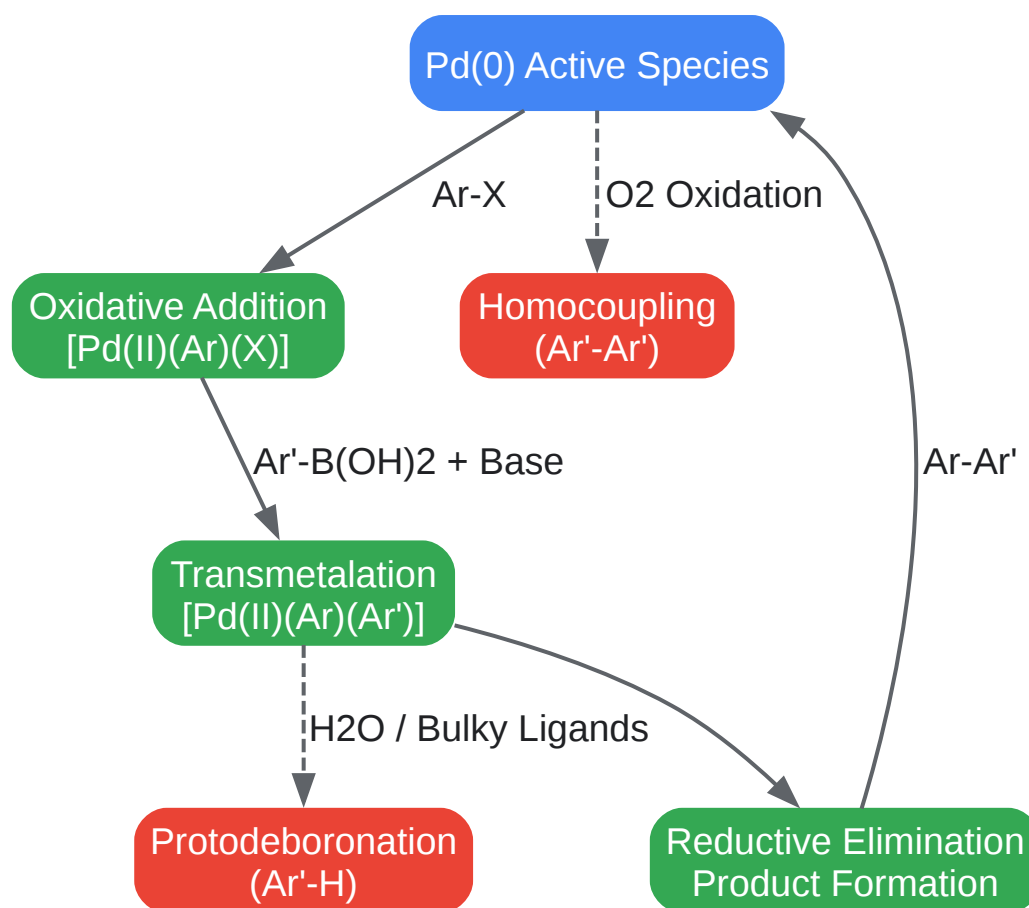 Pd(0) Active Species
Ar-X
O2 Oxidation
Oxidative Addition
[Pd(II)(Ar)(X)]
Homocoupling
(Ar'-Ar')
Ar'-B(OH)2 + Base
Ar-Ar'
Transmetalation
[Pd(II)(Ar)(Ar')]
H2O / Bulky Ligands
Protodeboronation
(Ar'-H)
Reductive Elimination
Product Formation